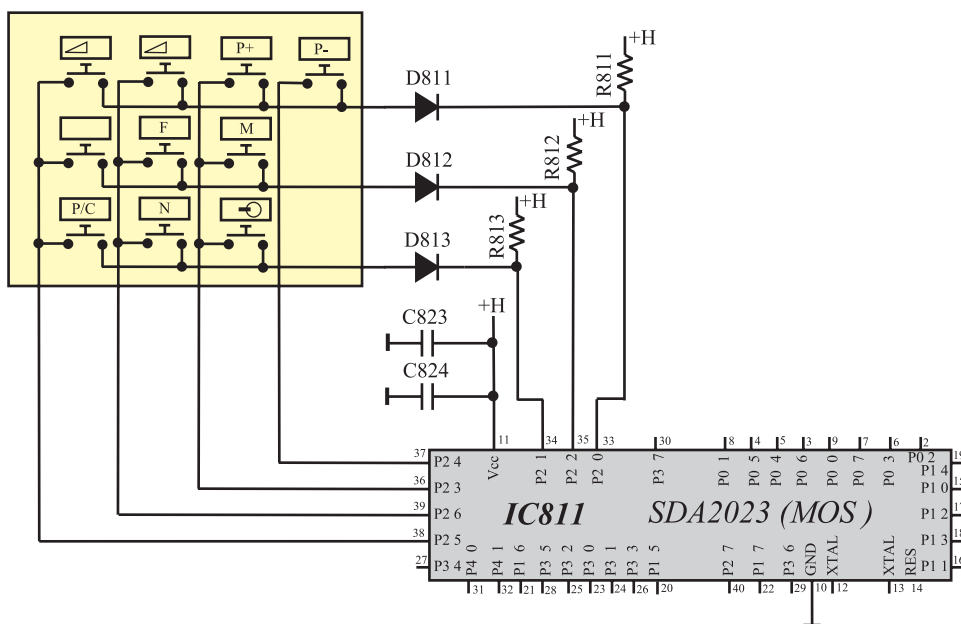 P+ P-
F M
P/C N
D811
D812
D813
+H
R811
+H
R812
+H
R813
+H
C823
C824
11 34 35 33 30 8 4 5 3 9 7 6 2
Vcc P2 1 P2 2 P2 0 P3 7 P0 1 P0 5 P0 4 P0 6 P0 0 P0 7 P0 3 P0 2
37 P2 4
36 P2 3
39 P2 6
38 P2 5
27 P3 4
IC811 SDA2023 (MOS)
P1 4 19
P1 0 15
P1 2 17
P1 3 18
P1 1 16
P4 0 P4 1 P1 6 P3 5 P3 2 P3 0 P3 1 P3 3 P1 5 P2 7 P1 7 P3 6 GND XTAL XTAL RES
31 32 21 28 25 23 24 26 20 40 22 29 10 12 13 14